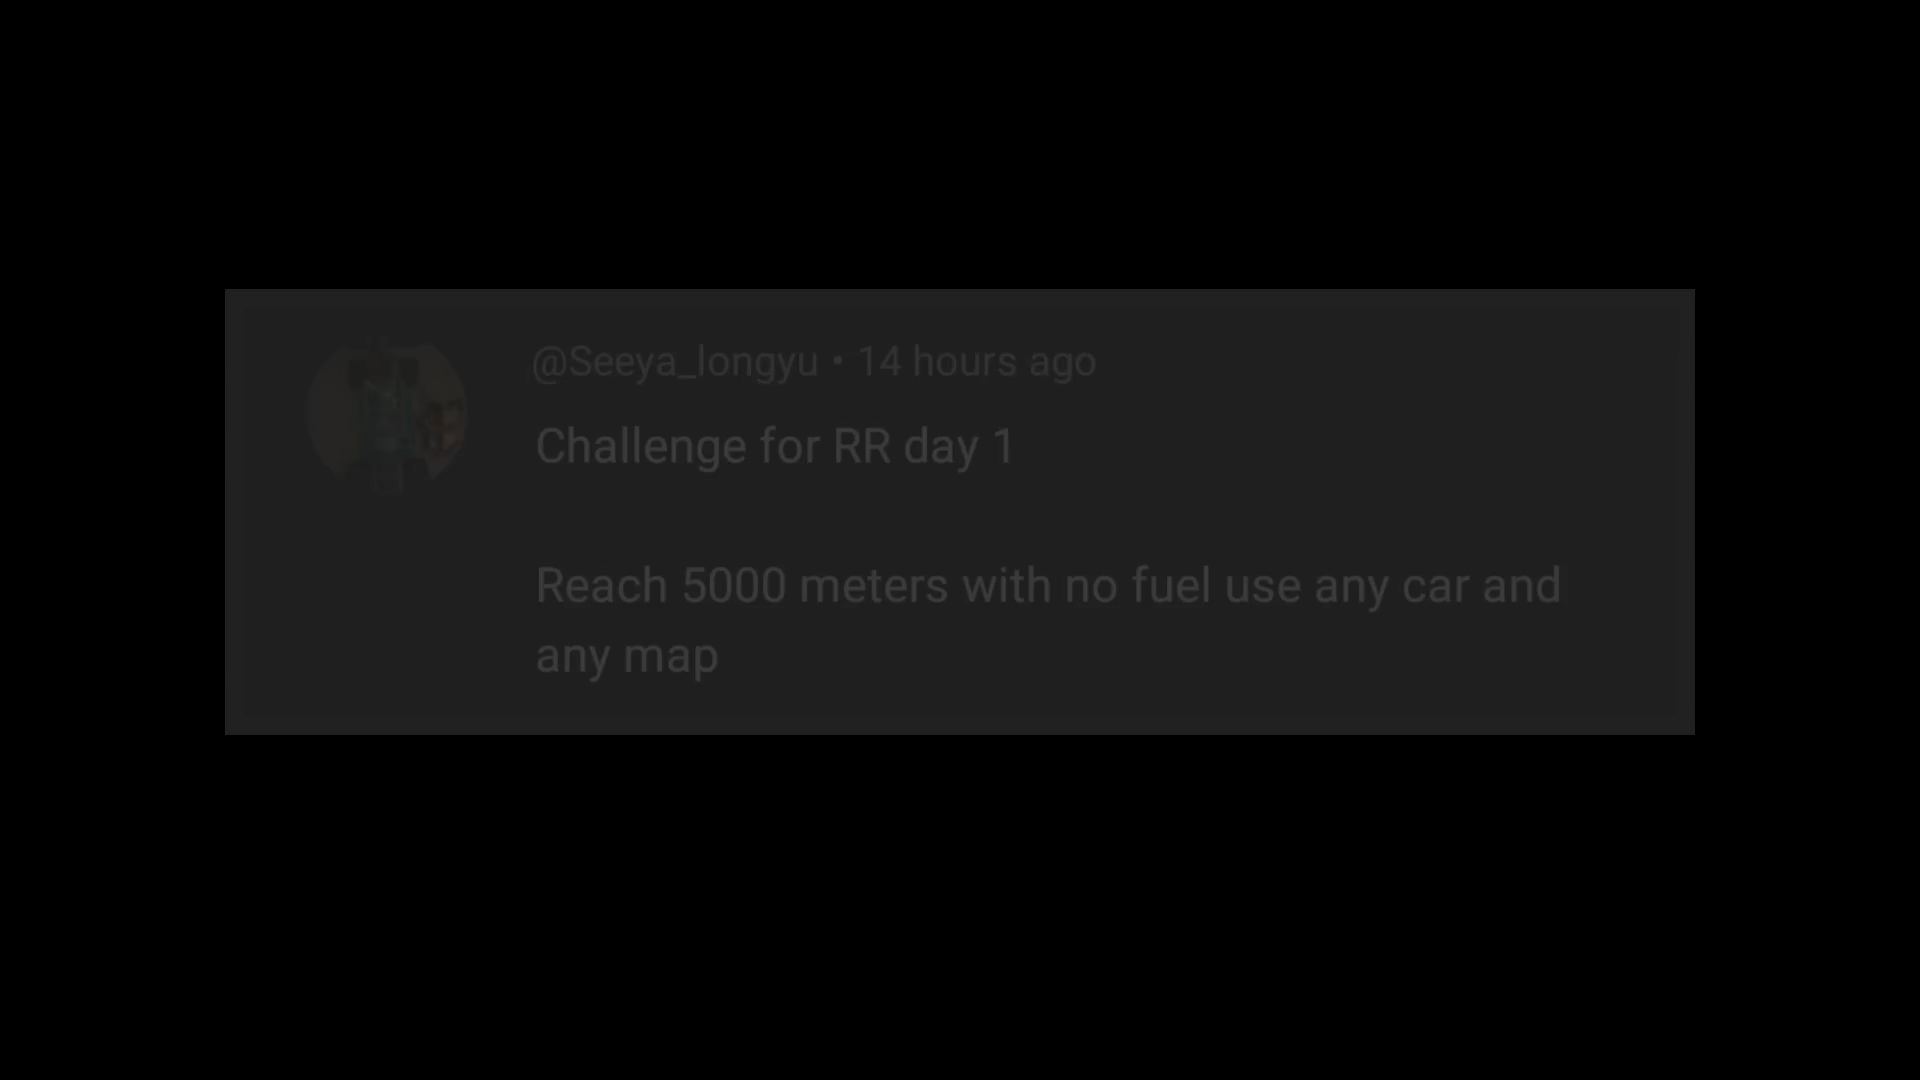 @Seeya_longyu • 14 hours ago
Challenge for RR day 1
Reach 5000 meters with no fuel use any car and
any map